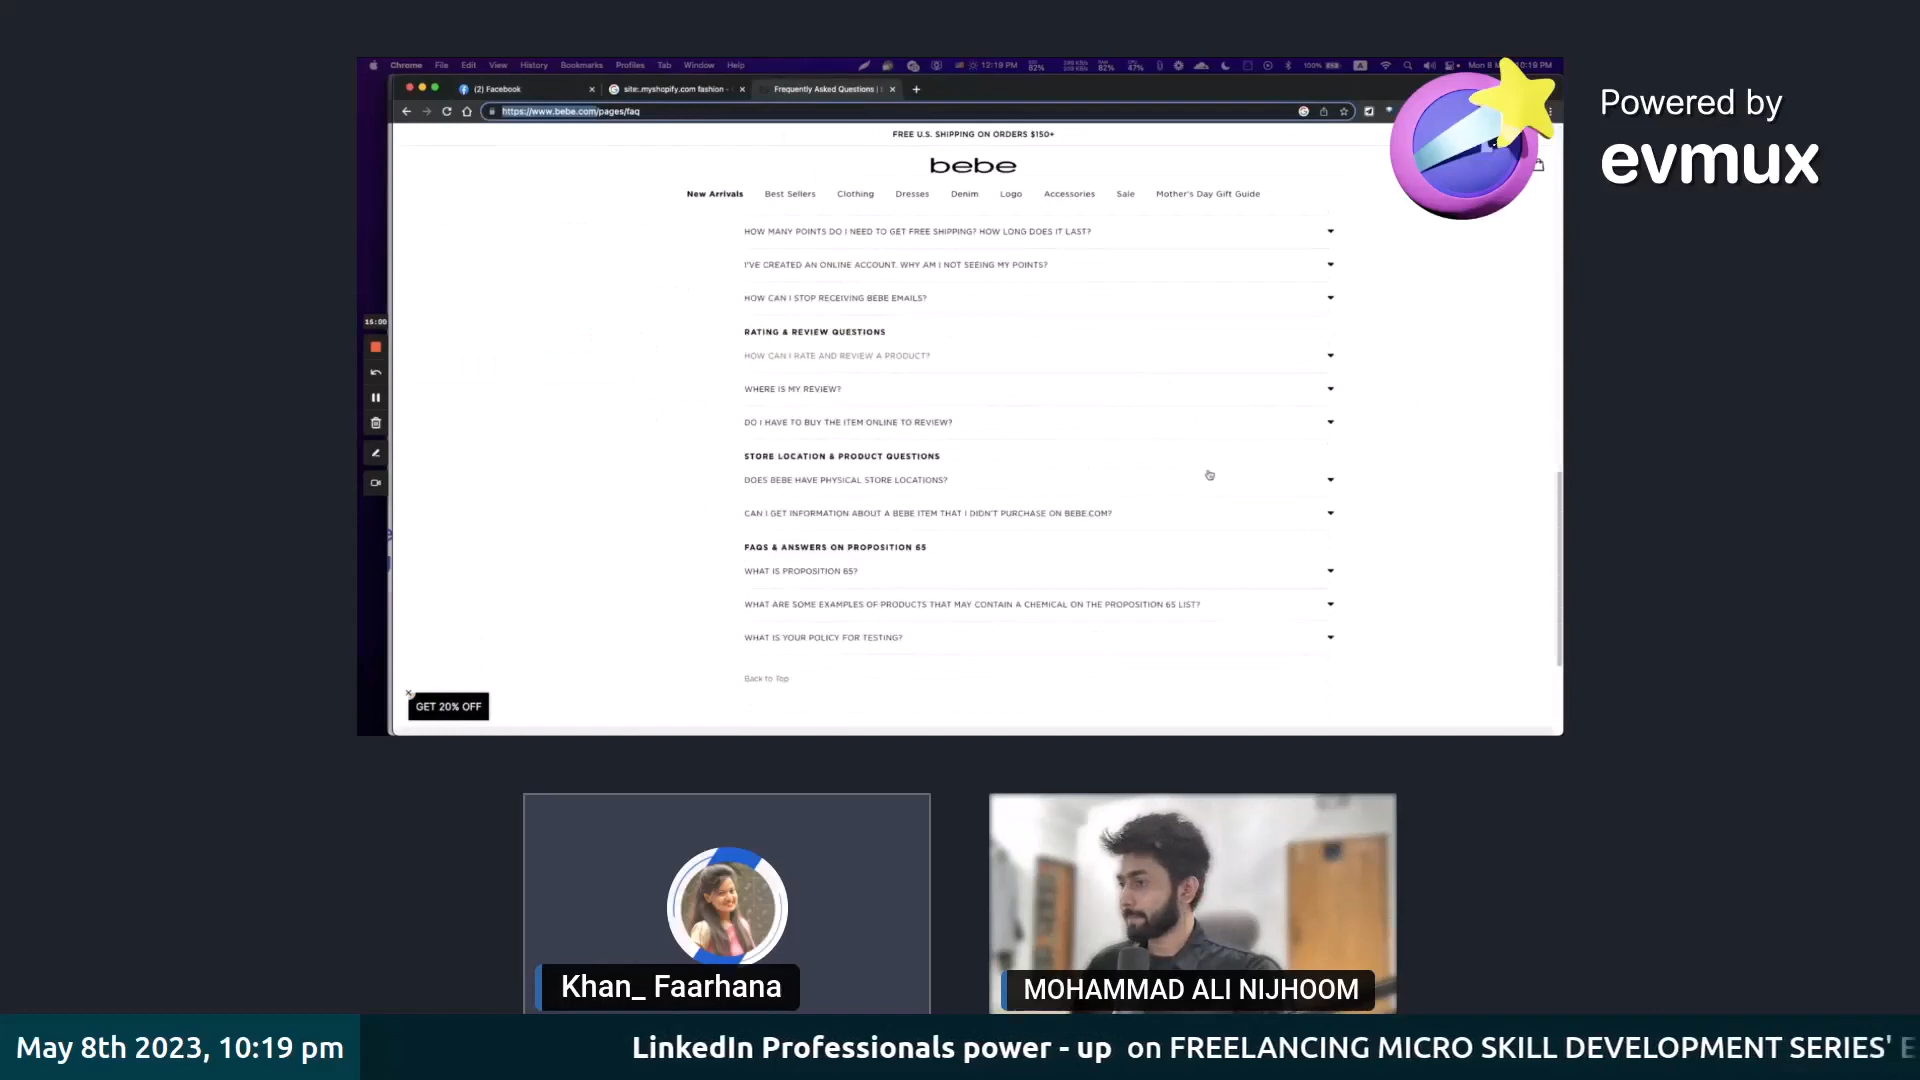 Chrome File Edit View History Bookmarks Profiles Tab Window Help
12:19 PM
82%
82%
47%
100%
(2) Facebook
site:.myshopify.com fashion -
Frequently Asked Questions |
https://www.bebe.com/pages/faq
Powered by
evmux
FREE U.S. SHIPPING ON ORDERS $150+
bebe
New Arrivals Best Sellers Clothing Dresses Denim Logo Accessories Sale Mother's Day Gift Guide
HOW MANY POINTS DO I NEED TO GET FREE SHIPPING? HOW LONG DOES IT LAST?
I'VE CREATED AN ONLINE ACCOUNT. WHY AM I NOT SEEING MY POINTS?
HOW CAN I STOP RECEIVING BEBE EMAILS?
RATING & REVIEW QUESTIONS
HOW CAN I RATE AND REVIEW A PRODUCT?
WHERE IS MY REVIEW?
DO I HAVE TO BUY THE ITEM ONLINE TO REVIEW?
STORE LOCATION & PRODUCT QUESTIONS
DOES BEBE HAVE PHYSICAL STORE LOCATIONS?
CAN I GET INFORMATION ABOUT A BEBE ITEM THAT I DIDN'T PURCHASE ON BEBE.COM?
FAQS & ANSWERS ON PROPOSITION 65
WHAT IS PROPOSITION 65?
WHAT ARE SOME EXAMPLES OF PRODUCTS THAT MAY CONTAIN A CHEMICAL ON THE PROPOSITION 65 LIST?
WHAT IS YOUR POLICY FOR TESTING?
Back to Top
GET 20% OFF
Khan_ Faarhana
MOHAMMAD ALI NIJHOOM
May 8th 2023, 10:19 pm
LinkedIn Professionals power - up on FREELANCING MICRO SKILL DEVELOPMENT SERIES'